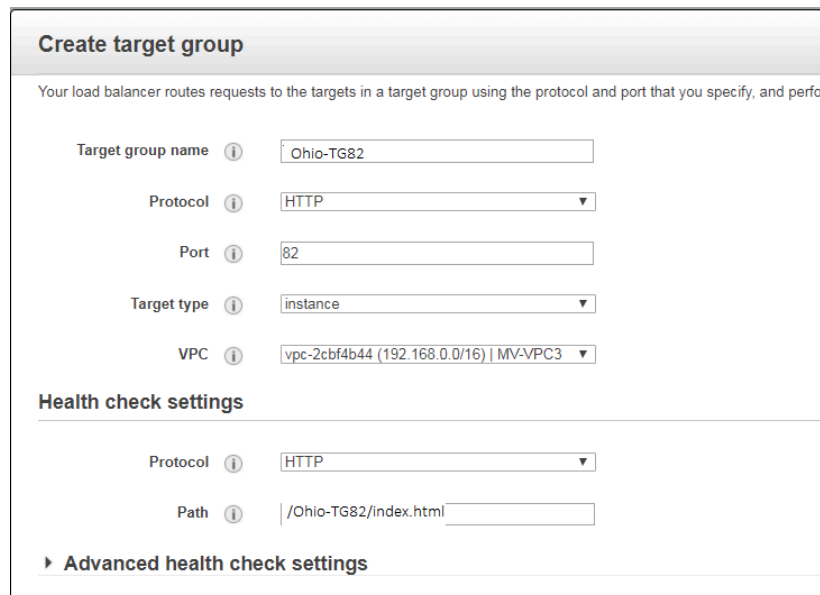 Create target group
Your load balancer routes requests to the targets in a target group using the protocol and port that you specify, and perfo
Target group name Ohio-TG82
Protocol HTTP
Port 82
Target type instance
VPC vpc-2cbf4b44 (192.168.0.0/16) | MV-VPC3
Health check settings
Protocol HTTP
Path /Ohio-TG82/index.html
Advanced health check settings